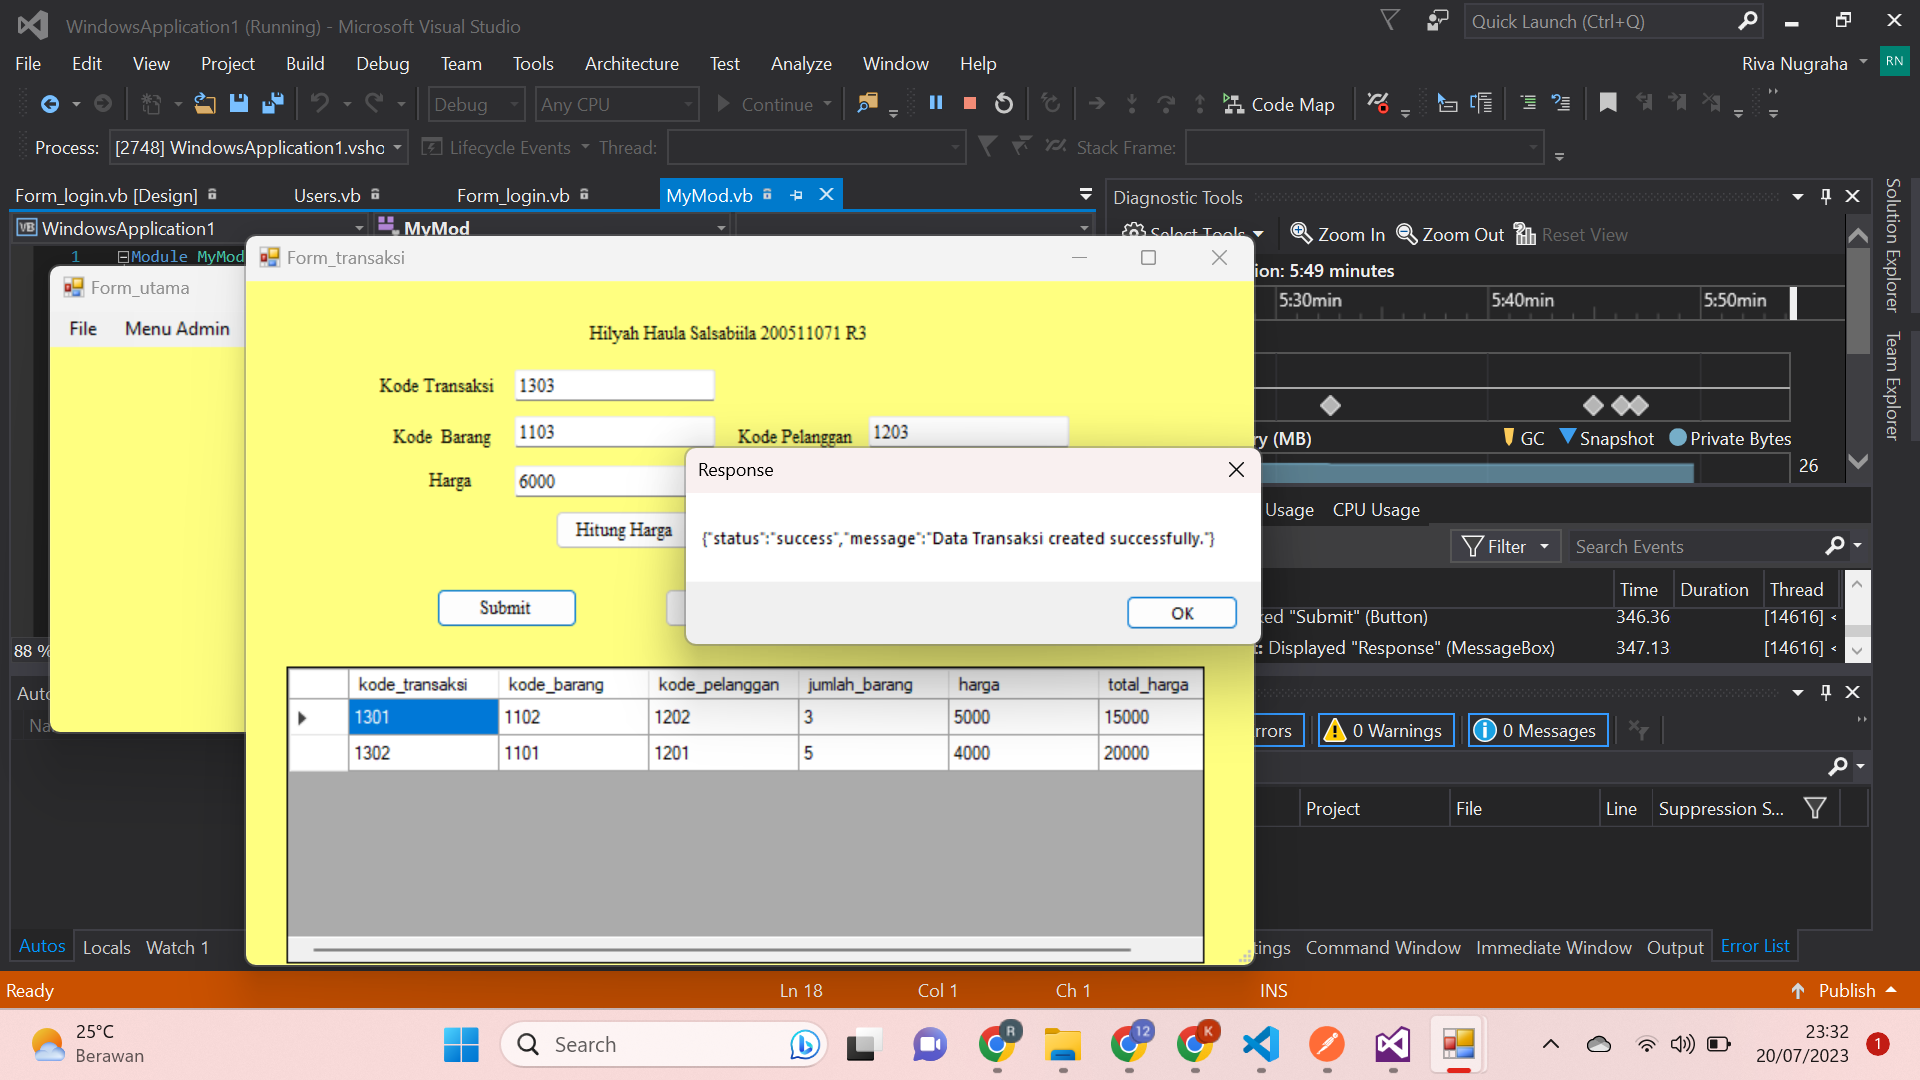 WindowsApplication1 (Running) - Microsoft Visual Studio
Quick Launch (Ctrl+Q)
File Edit View Project Build Debug Team Tools Architecture Test Analyze Window Help
Riva Nugraha RN
Debug Any CPU Continue Code Map
Process: [2748] WindowsApplication1.vsho Lifecycle Events Thread: Stack Frame:
Form_login.vb [Design] Users.vb Form_login.vb MyMod.vb
VB WindowsApplication1 MyMod
1 Module MyMod
Form_utama
File Menu Admin
88 %
Form_transaksi
Hilyah Haula Salsabiila 200511071 R3
Kode Transaksi 1303
Kode Barang 1103 Kode Pelanggan 1203
Harga 6000
Hitung Harga
Submit
Response
{"status":"success","message":"Data Transaksi created successfully."}
OK
kode_transaksi kode_barang kode_pelanggan jumlah_barang harga total_harga
1301 1102 1202 3 5000 15000
1302 1101 1201 5 4000 20000
Diagnostic Tools
Select Tools Zoom In Zoom Out Reset View
ion: 5:49 minutes
5:30min 5:40min 5:50min
ry (MB) GC Snapshot Private Bytes
26
Usage CPU Usage
Filter Search Events
Time Duration Thread
ted "Submit" (Button) 346.36 [14616]
: Displayed "Response" (MessageBox) 347.13 [14616]
Solution Explorer
Team Explorer
rrors 0 Warnings 0 Messages
Project File Line Suppression S...
Autos Locals Watch 1
tings Command Window Immediate Window Output Error List
Ready Ln 18 Col 1 Ch 1 INS Publish
25°C
Berawan
Search
R 12 K
23:32
20/07/2023
1